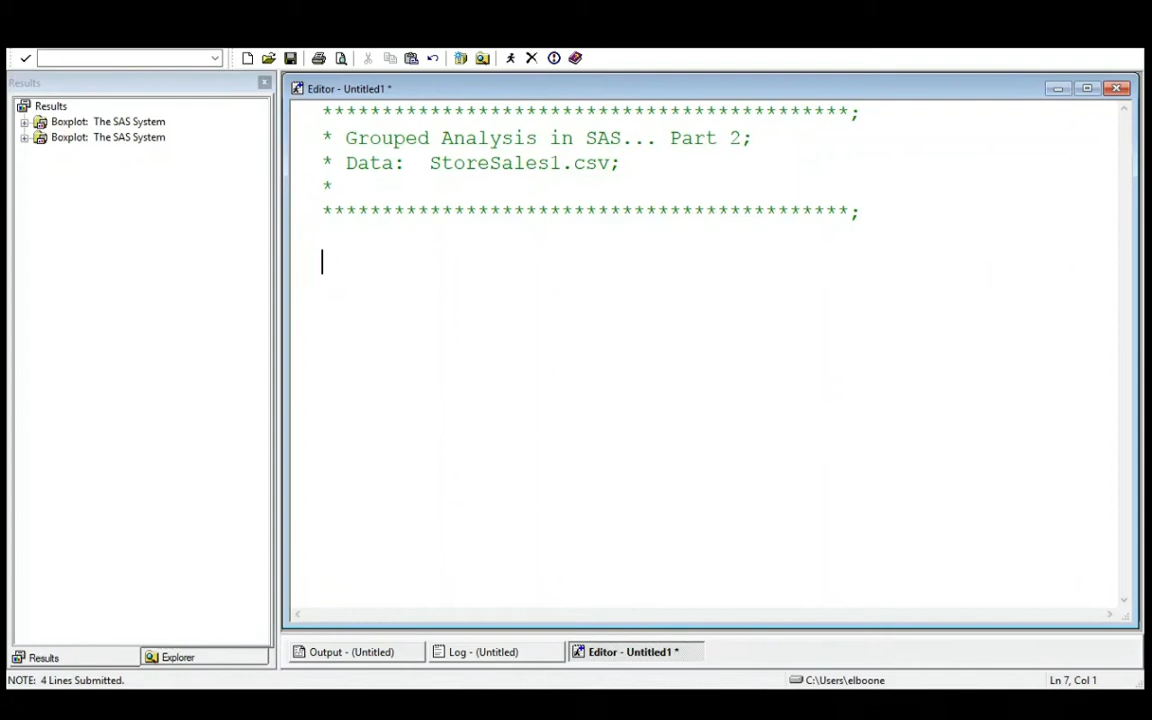 Results
Results
Boxplot: The SAS System
Boxplot: The SAS System
Editor - Untitled1 *
********************************************;
* Grouped Analysis in SAS... Part 2;
* Data:  StoreSales1.csv;
*
********************************************;
Results
Explorer
Output - (Untitled)
Log - (Untitled)
Editor - Untitled1 *
NOTE: 4 Lines Submitted.
C:\Users\elboone
Ln 7, Col 1